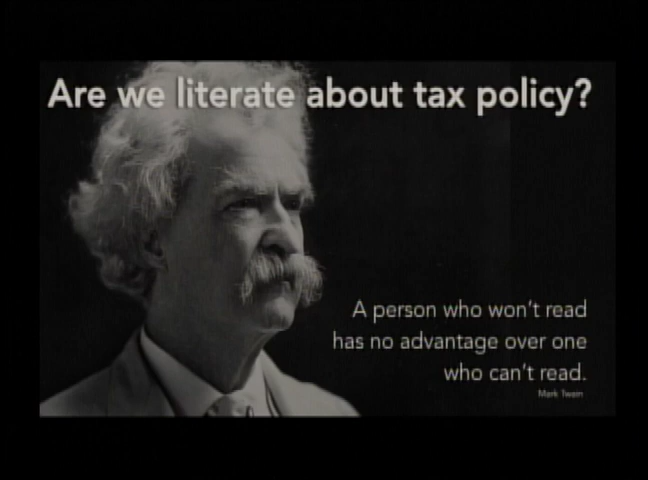 Are we literate about tax policy?
A person who won't read
has no advantage over one
who can't read.
Mark Twain